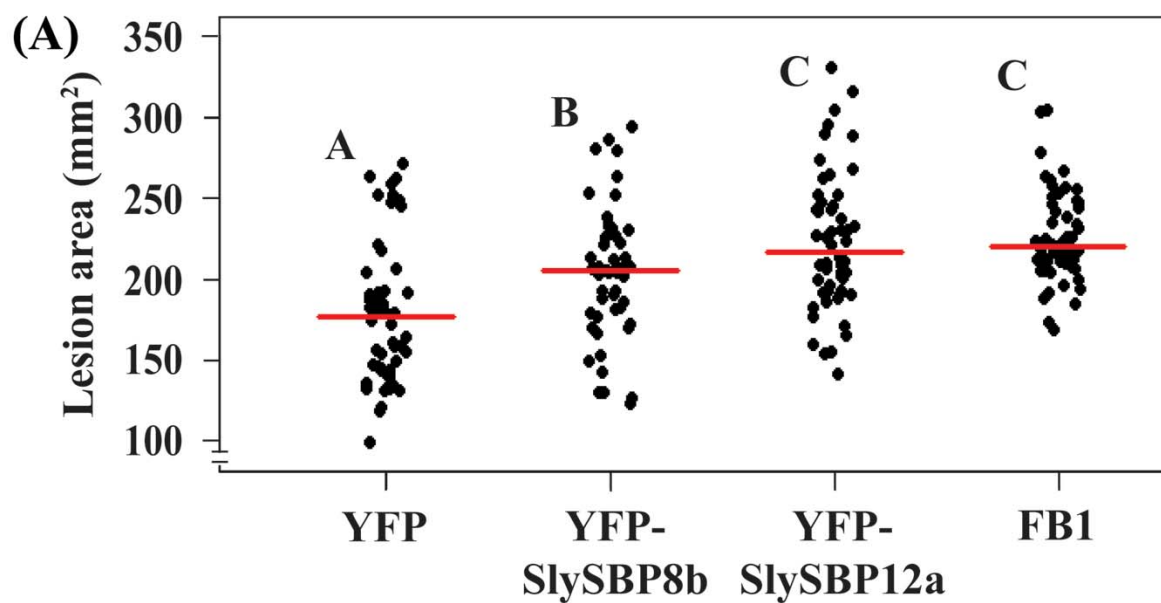 (A)
Lesion area (mm²)
350
300
250
200
150
100
A
B
C
C
YFP
YFP-
SlySBP8b
YFP-
SlySBP12a
FB1